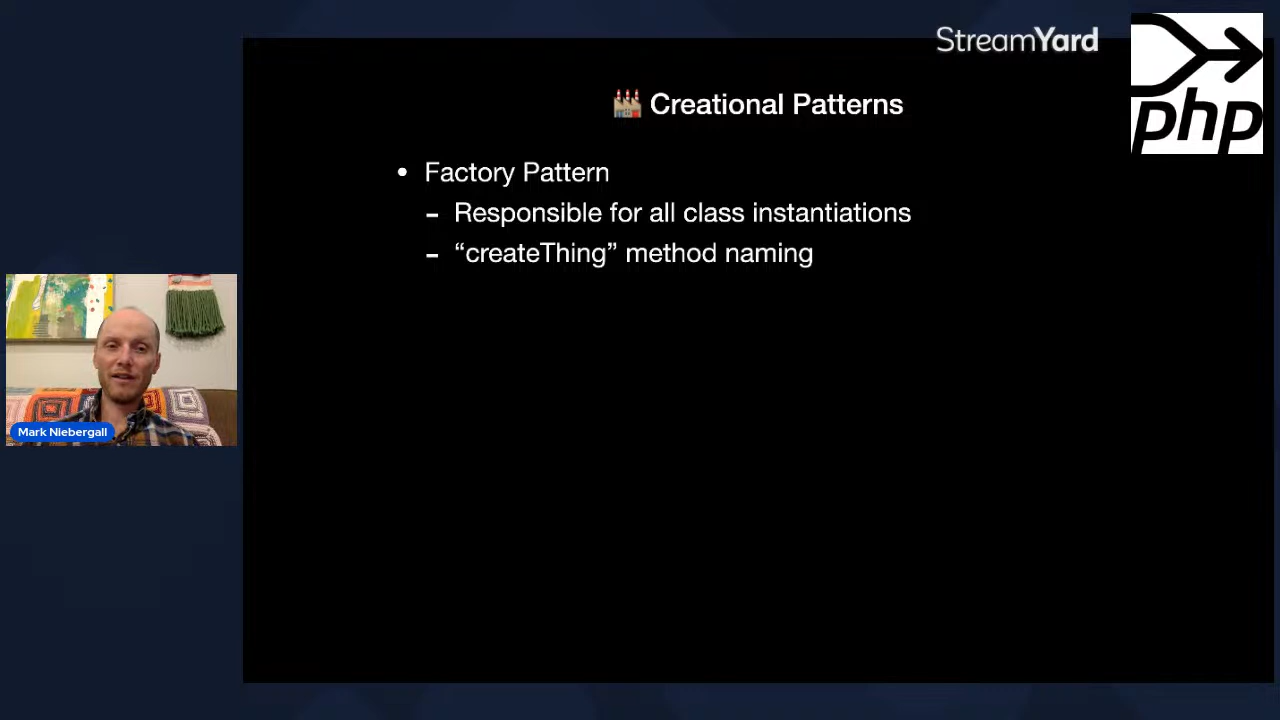 StreamYard
php
🏭 Creational Patterns
• Factory Pattern
– Responsible for all class instantiations
– “createThing” method naming
Mark Niebergall